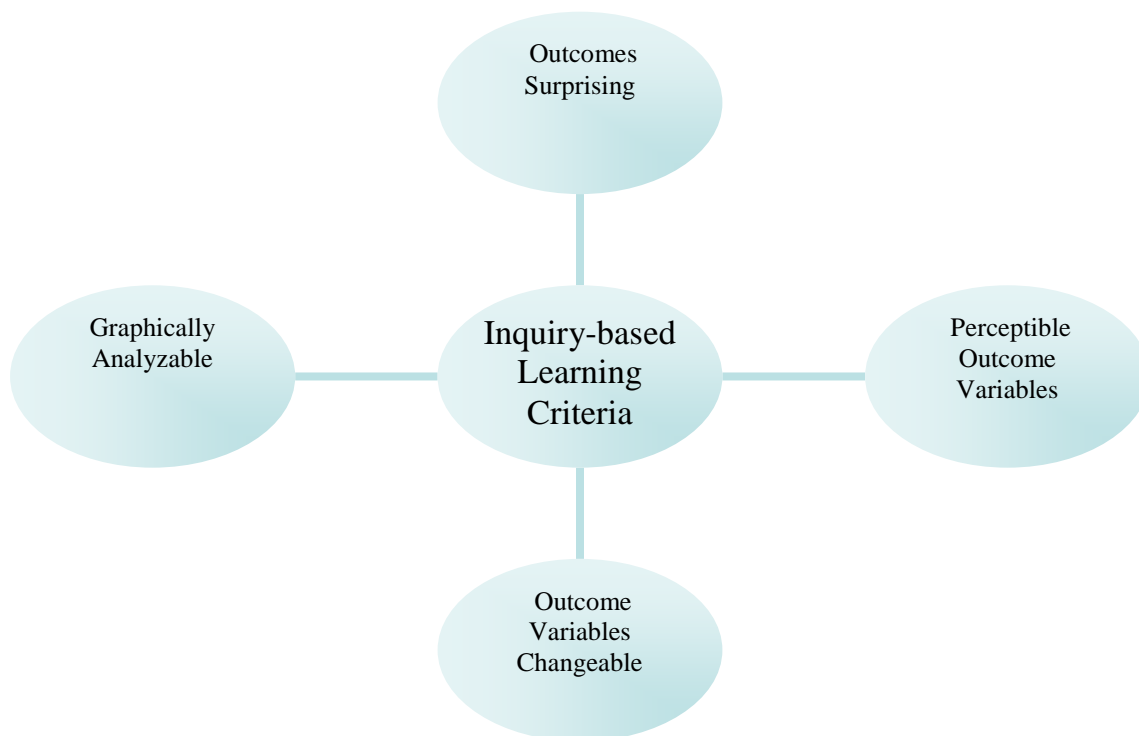 Outcomes
Surprising
Graphically
Analyzable
Inquiry-based
Learning
Criteria
Perceptible
Outcome
Variables
Outcome
Variables
Changeable